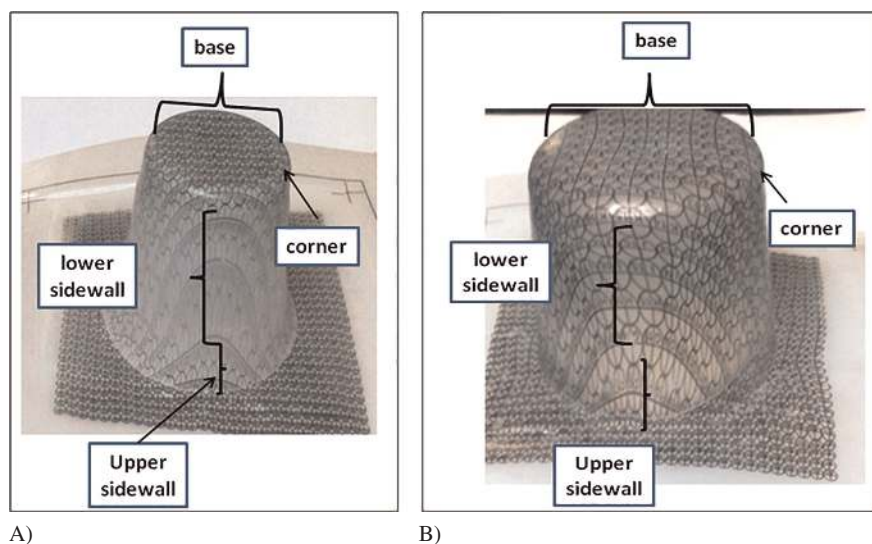 base
corner
lower
sidewall
Upper
sidewall
A)
base
corner
lower
sidewall
Upper
sidewall
B)